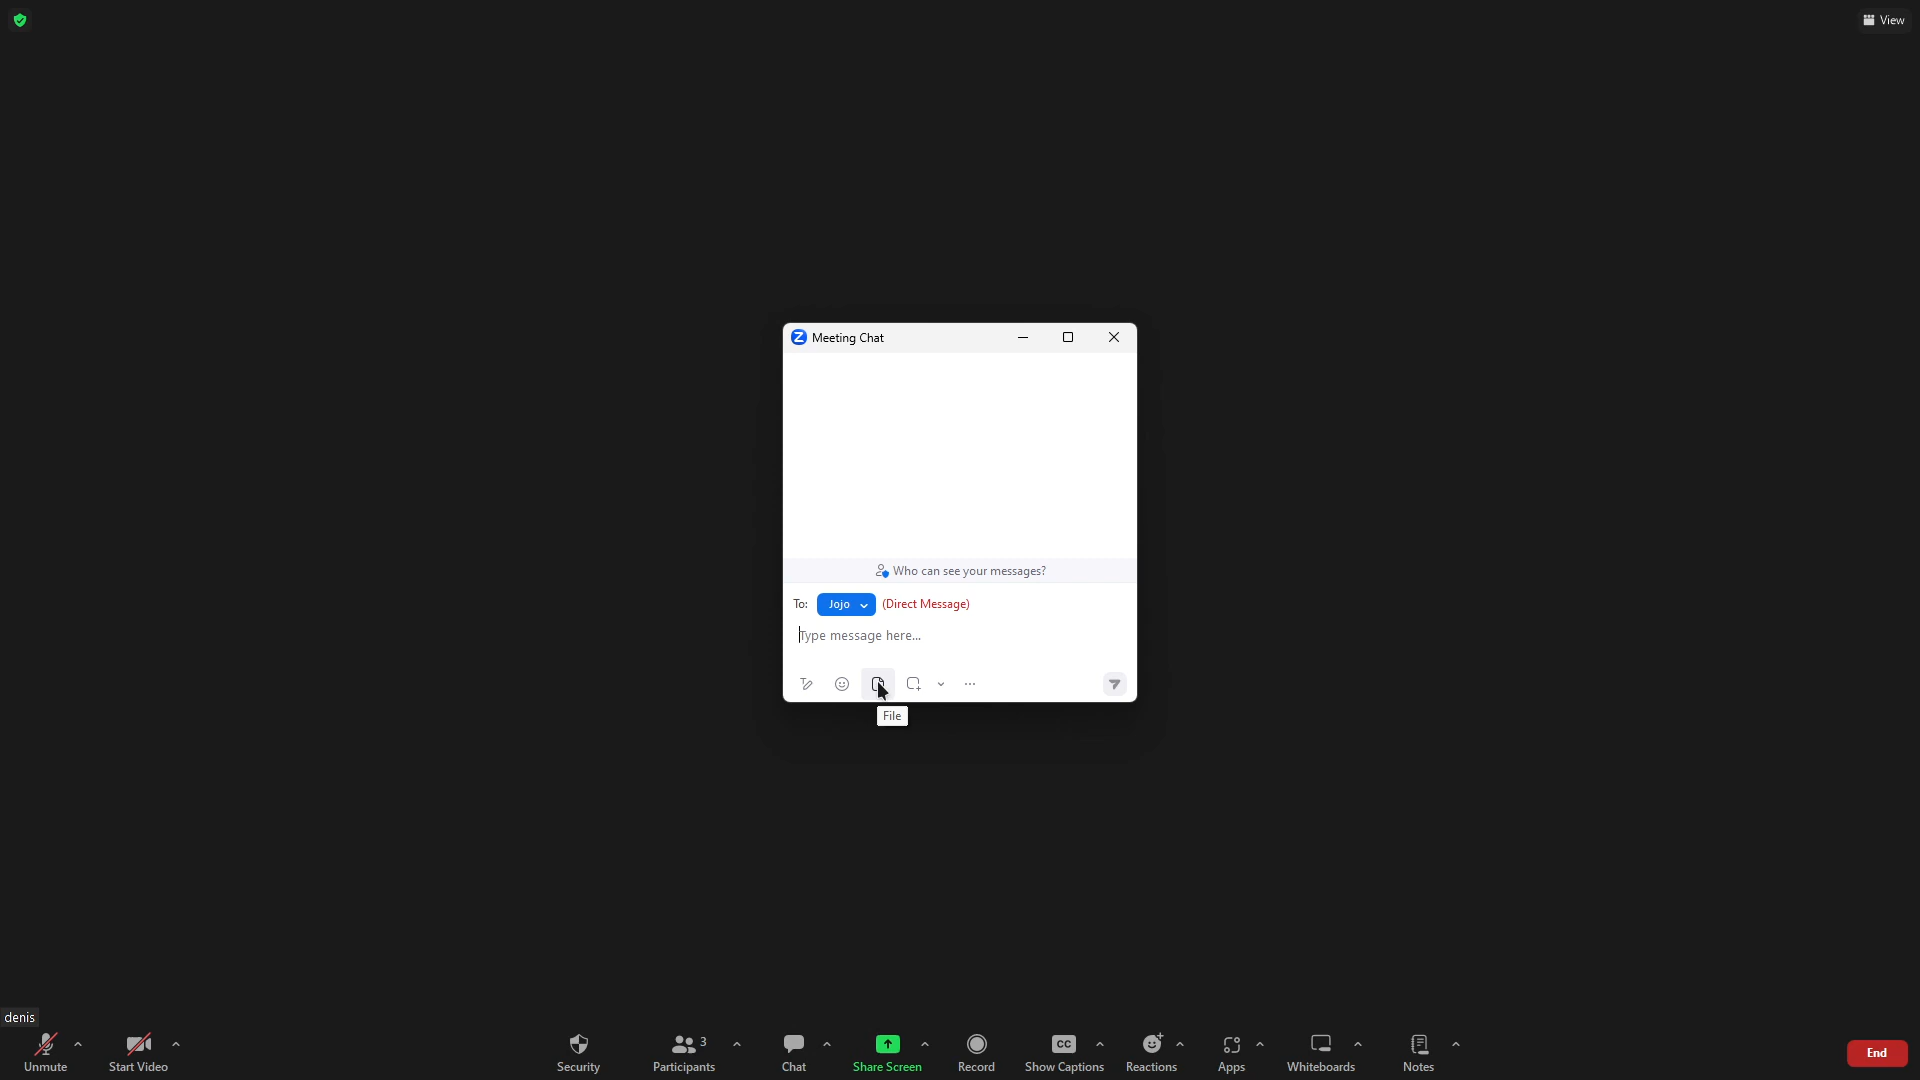 View
Meeting Chat
Who can see your messages?
To: Jojo (Direct Message)
Type message here...
File
denis
3
CC
Unmute
Start Video
Security
Participants
Chat
Share Screen
Record
Show Captions
Reactions
Apps
Whiteboards
Notes
End